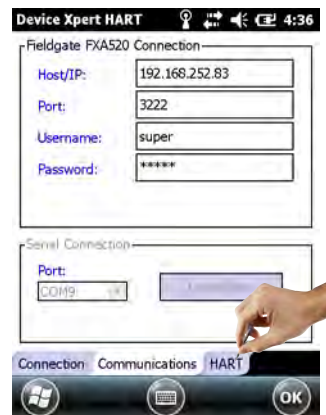 Device Xpert HART 4:36
Fieldgate FXA520 Connection
Host/IP: 192.168.252.83
Port: 3222
Username: super
Password: *****
Serial Connection
Port:
COM9
Connection Communications HART
OK